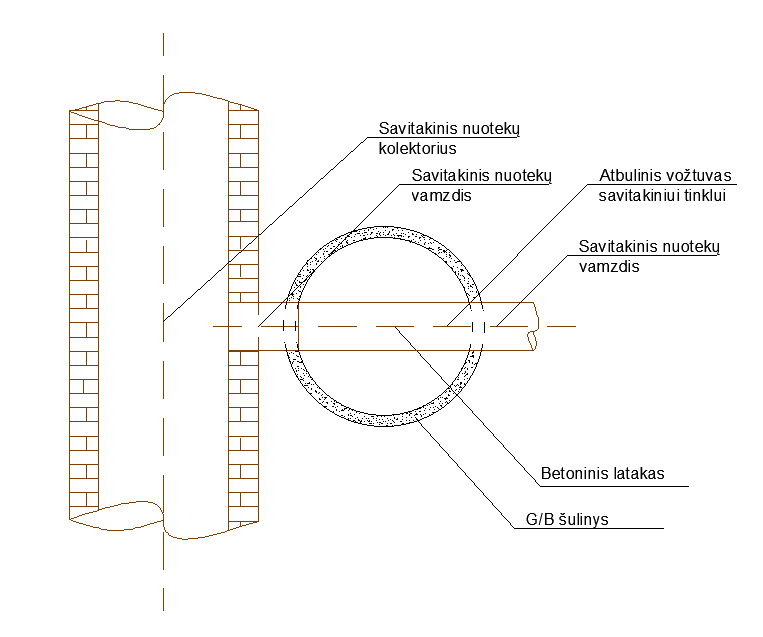 Savitakinis nuotekų
kolektorius
Savitakinis nuotekų
vamzdis
Atbulinis vožtuvas
savitakiniui tinklui
Savitakinis nuotekų
vamzdis
Betoninis latakas
G/B šulinys